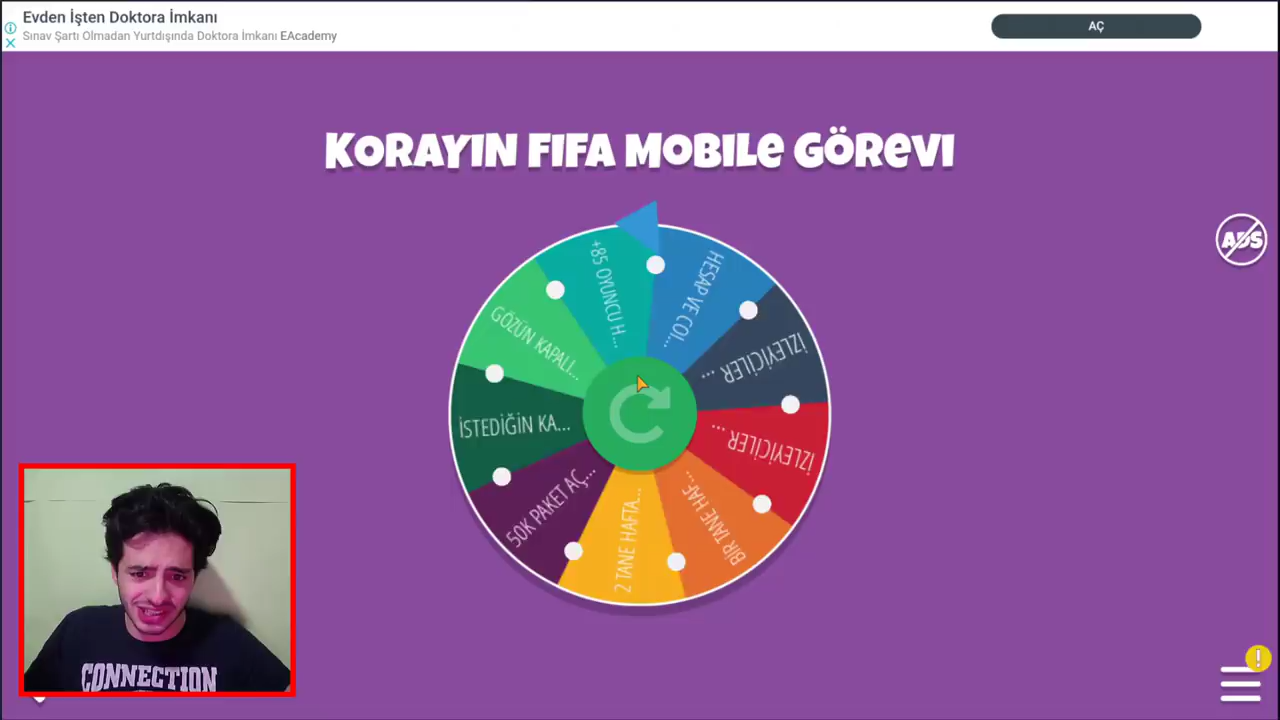 Evden İşten Doktora İmkanı
Sınav Şartı Olmadan Yurtdışında Doktora İmkanı EAcademy
AÇ
KORAYIN FIFA MOBILE GÖREVI
ADS
+85 OYUNCU H...
HESAP VE COI...
İZLEYİCİLER ...
İZLEYİCİLER ...
BİR TANE HAF...
2 TANE HAFTA...
50K PAKET AÇ...
İSTEDİĞİN KA...
GÖZÜN KAPALI...
!
CONNECTION